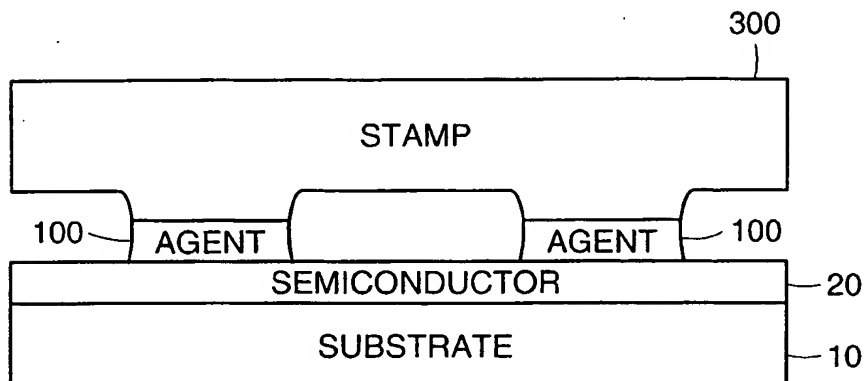 300
STAMP
100 AGENT AGENT 100
SEMICONDUCTOR 20
SUBSTRATE 10